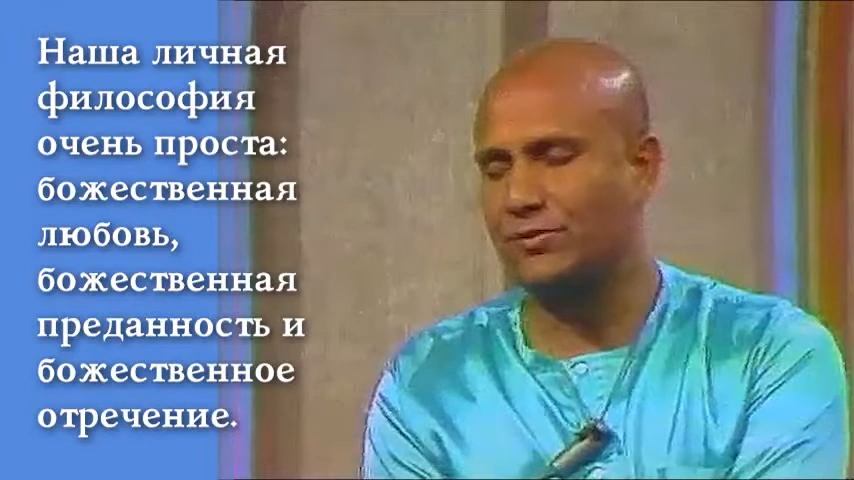 Наша личная
философия
очень проста:
божественная
любовь,
божественная
преданность и
божественное
отречение.